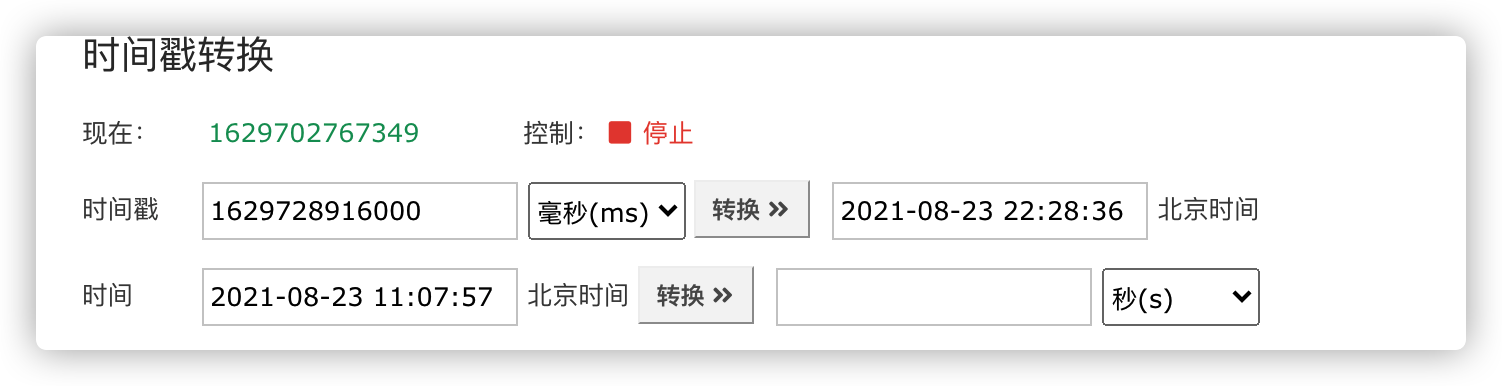 时间戳转换
现在： 1629702767349 控制： 停止
时间戳 1629728916000 毫秒(ms) 转换 2021-08-23 22:28:36 北京时间
时间 2021-08-23 11:07:57 北京时间 转换 秒(s)